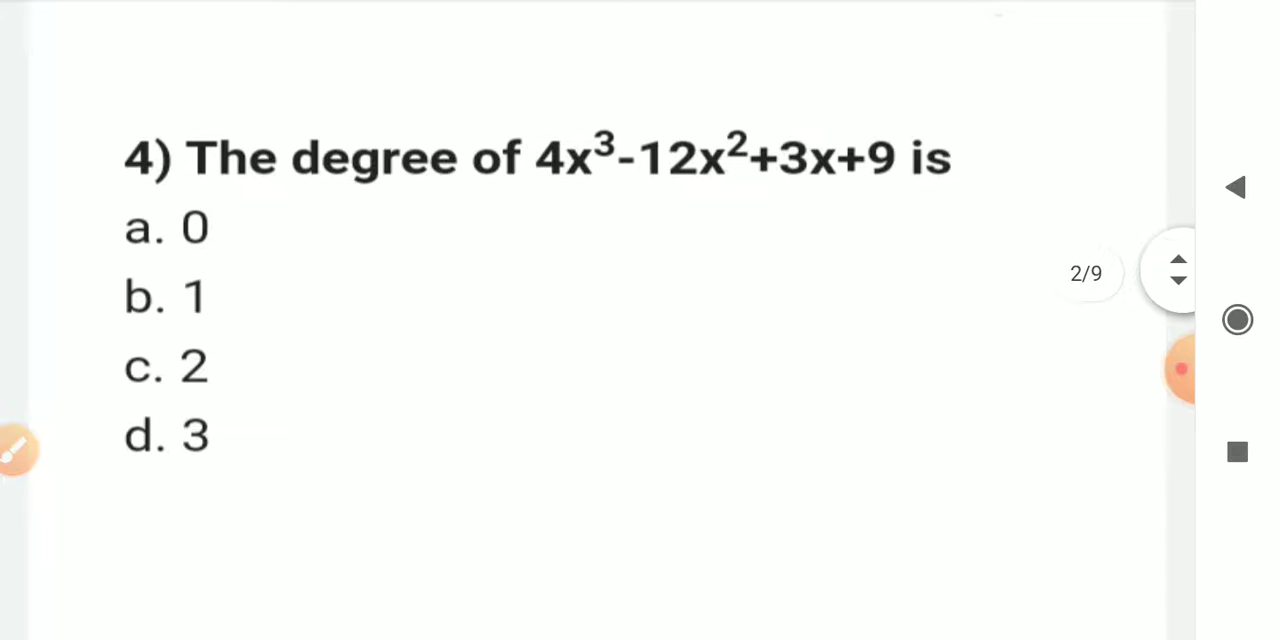 4) The degree of 4x³-12x²+3x+9 is
a. 0
b. 1
2/9
c. 2
d. 3